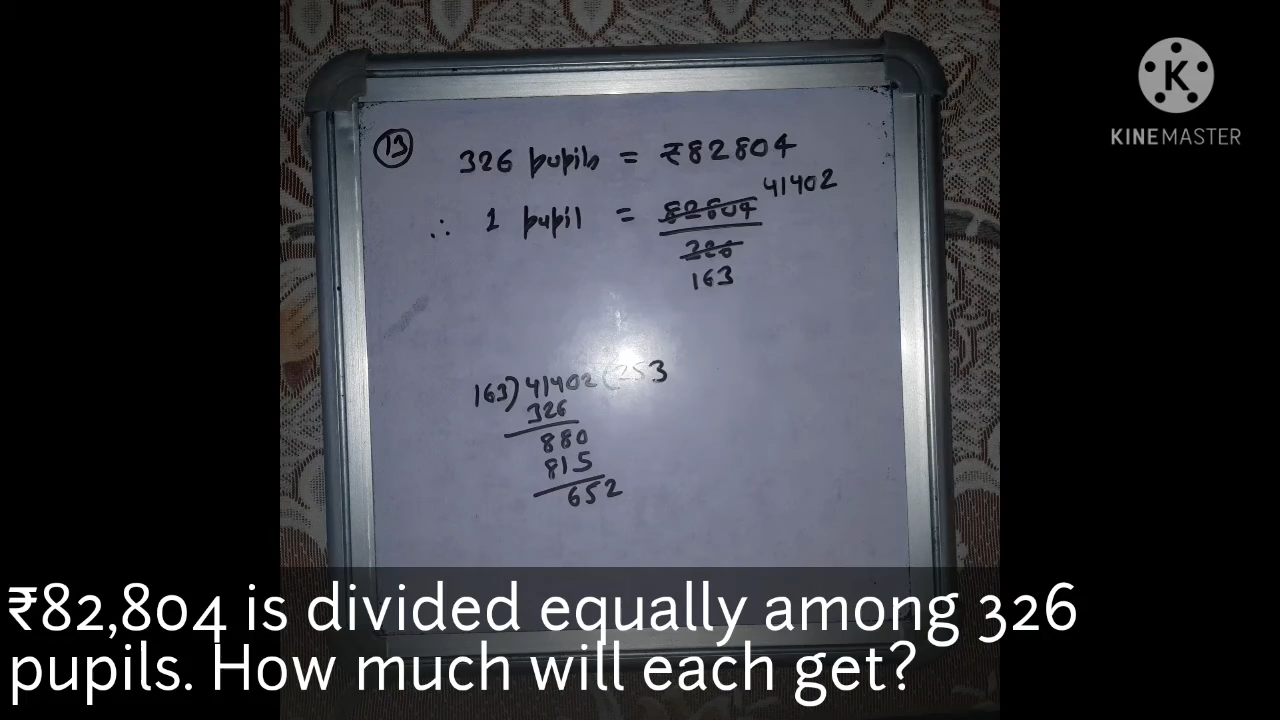 KINEMASTER
13
326 pupils = ₹82804
∴ 1 pupil = 82804 41402
326
163
163) 41402 (253
326
880
815
652
₹82,804 is divided equally among 326
pupils. How much will each get?